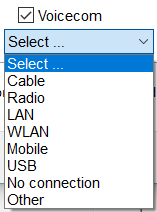 Voicecom
Select ...
Select ...
Cable
Radio
LAN
WLAN
Mobile
USB
No connection
Other